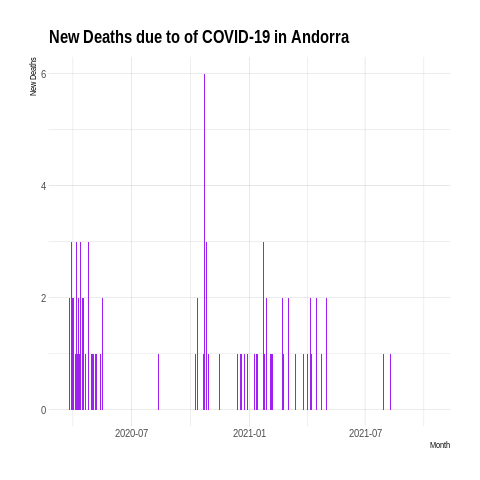 New Deaths due to of COVID-19 in Andorra
New Deaths
6
4
2
0
2020-07 2021-01 2021-07
Month